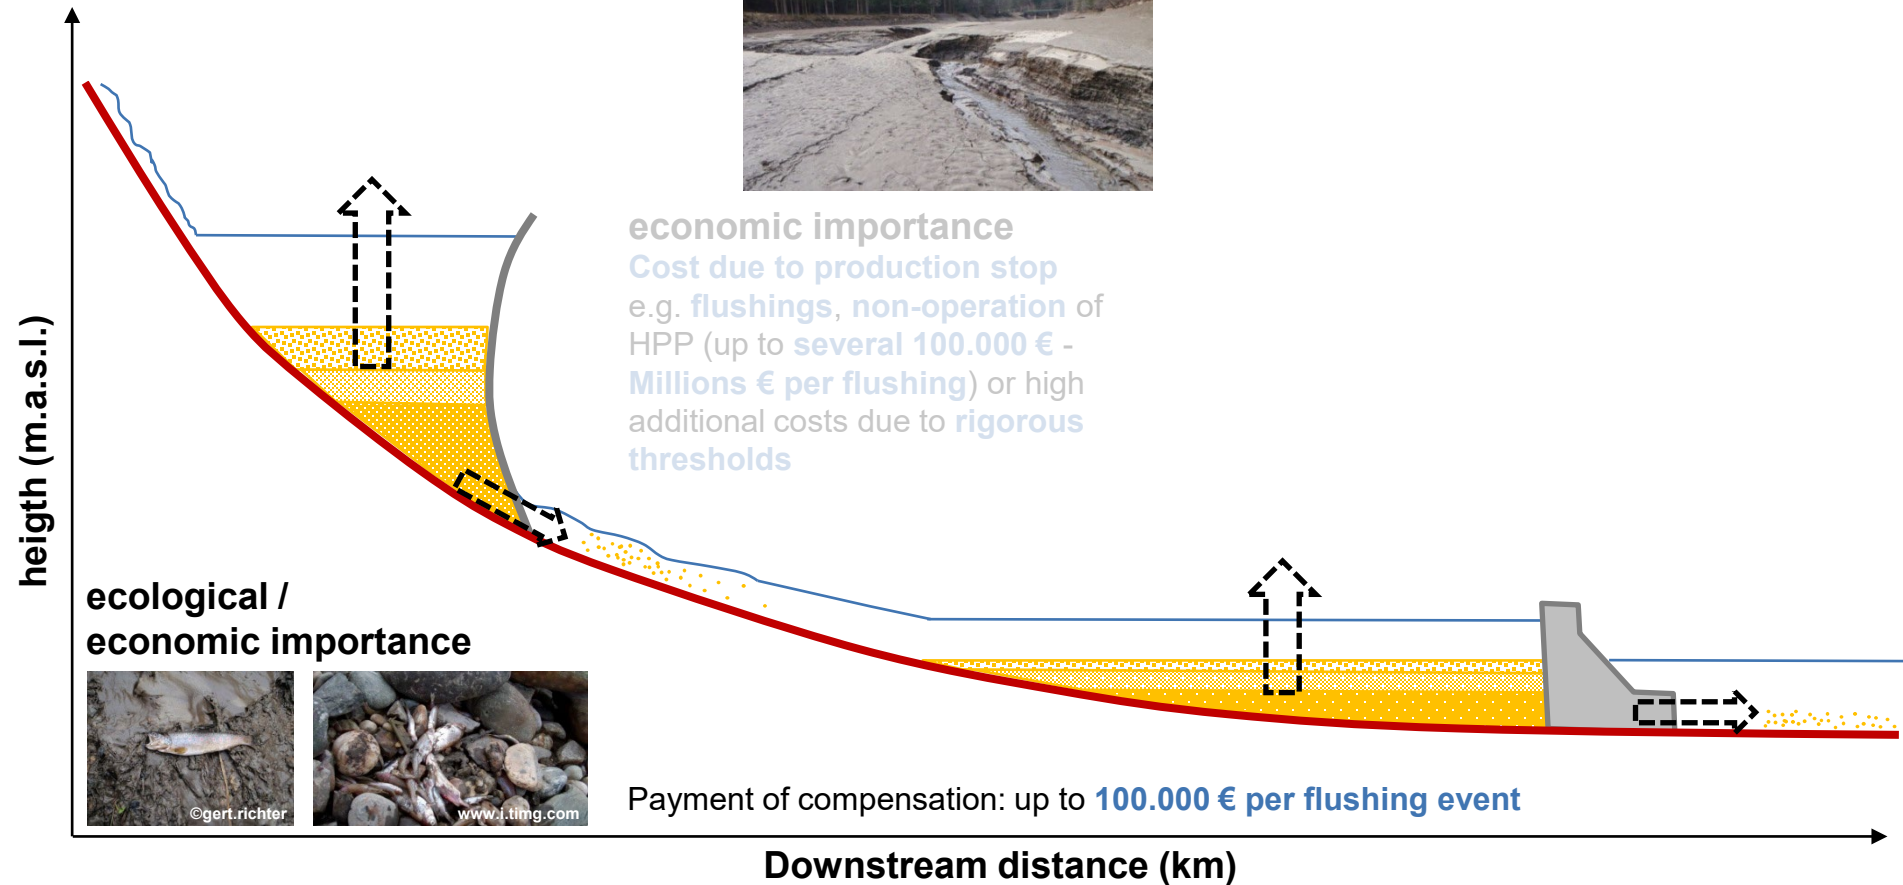 economic importance
Cost due to production stop
e.g. flushings, non-operation of
HPP (up to several 100.000 € -
Millions € per flushing) or high
additional costs due to rigorous
thresholds
heigth (m.a.s.l.)
ecological /
economic importance
©gert.richter
www.i.timg.com
Payment of compensation: up to 100.000 € per flushing event
Downstream distance (km)